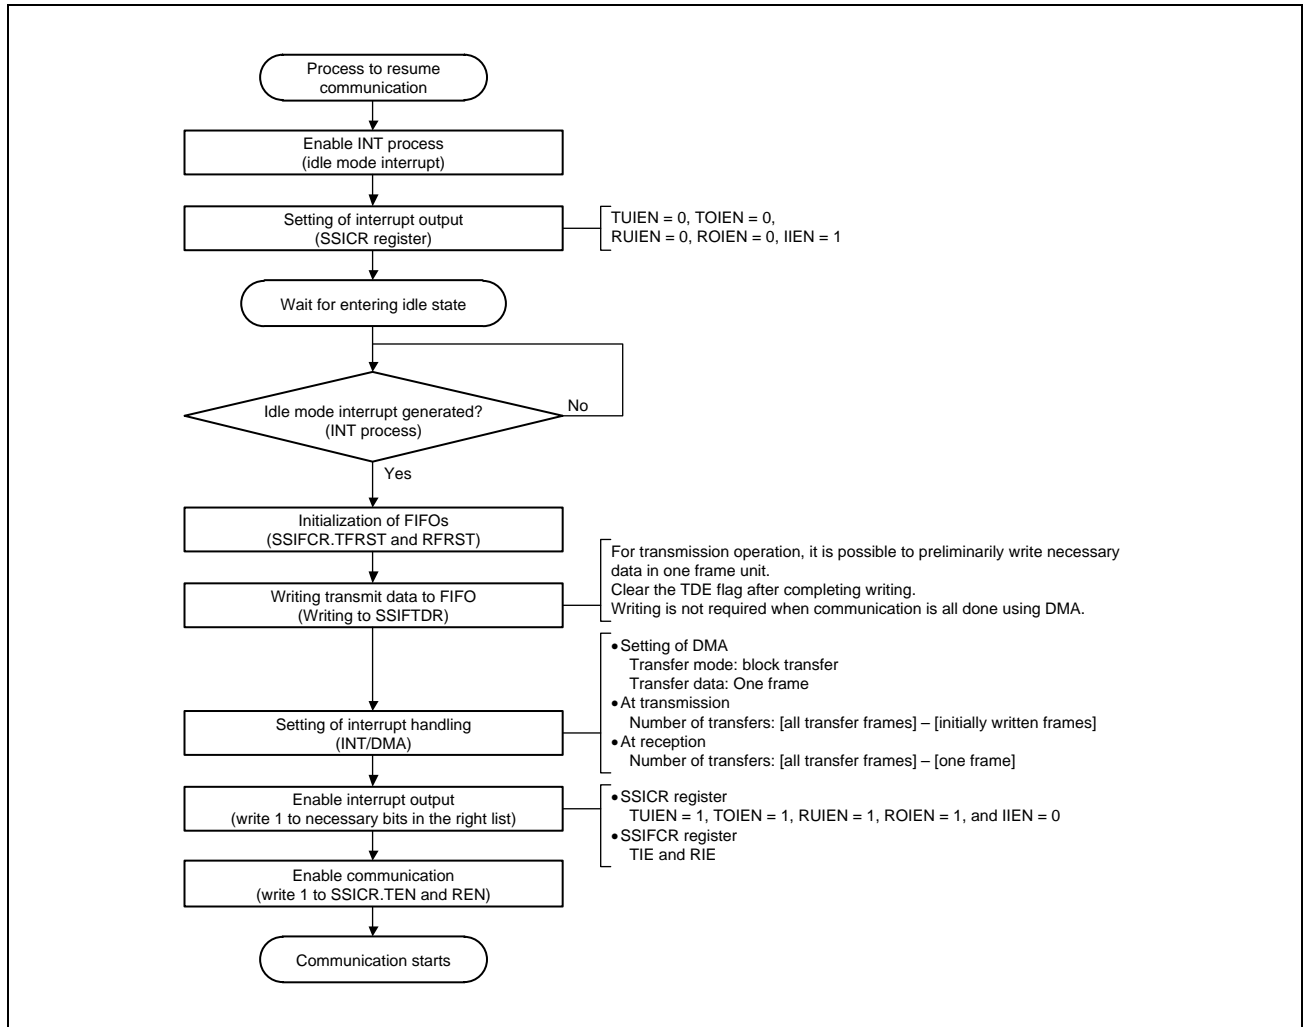 Process to resume
communication
Enable INT process
(idle mode interrupt)
Setting of interrupt output
(SSICR register)
TUIEN = 0, TOIEN = 0,
RUIEN = 0, ROIEN = 0, IIEN = 1
Wait for entering idle state
Idle mode interrupt generated?
(INT process)
No
Yes
Initialization of FIFOs
(SSIFCR.TFRST and RFRST)
Writing transmit data to FIFO
(Writing to SSIFTDR)
For transmission operation, it is possible to preliminarily write necessary
data in one frame unit.
Clear the TDE flag after completing writing.
Writing is not required when communication is all done using DMA.
Setting of interrupt handling
(INT/DMA)
•Setting of DMA
Transfer mode: block transfer
Transfer data: One frame
•At transmission
Number of transfers: [all transfer frames] – [initially written frames]
•At reception
Number of transfers: [all transfer frames] – [one frame]
Enable interrupt output
(write 1 to necessary bits in the right list)
•SSICR register
TUIEN = 1, TOIEN = 1, RUIEN = 1, ROIEN = 1, and IIEN = 0
•SSIFCR register
TIE and RIE
Enable communication
(write 1 to SSICR.TEN and REN)
Communication starts